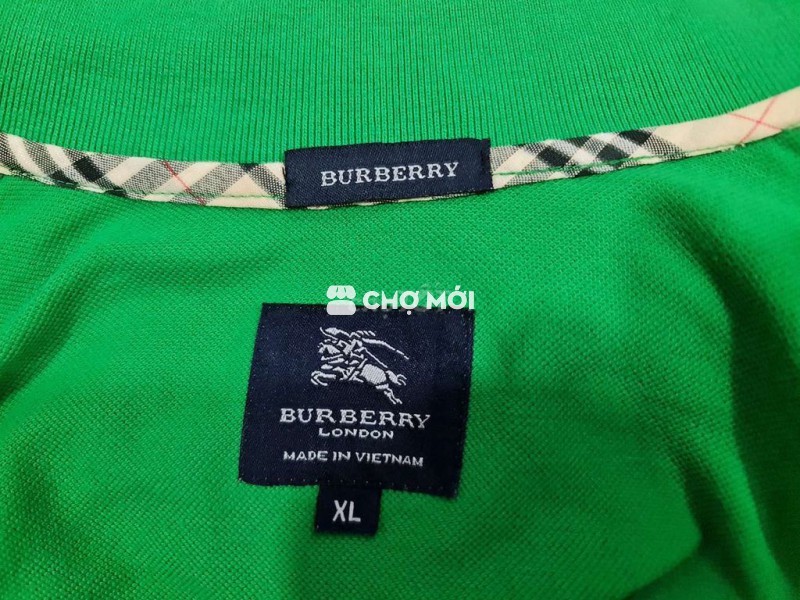 BURBERRY
CHỢ MỚI
BURBERRY
LONDON
MADE IN VIETNAM
XL